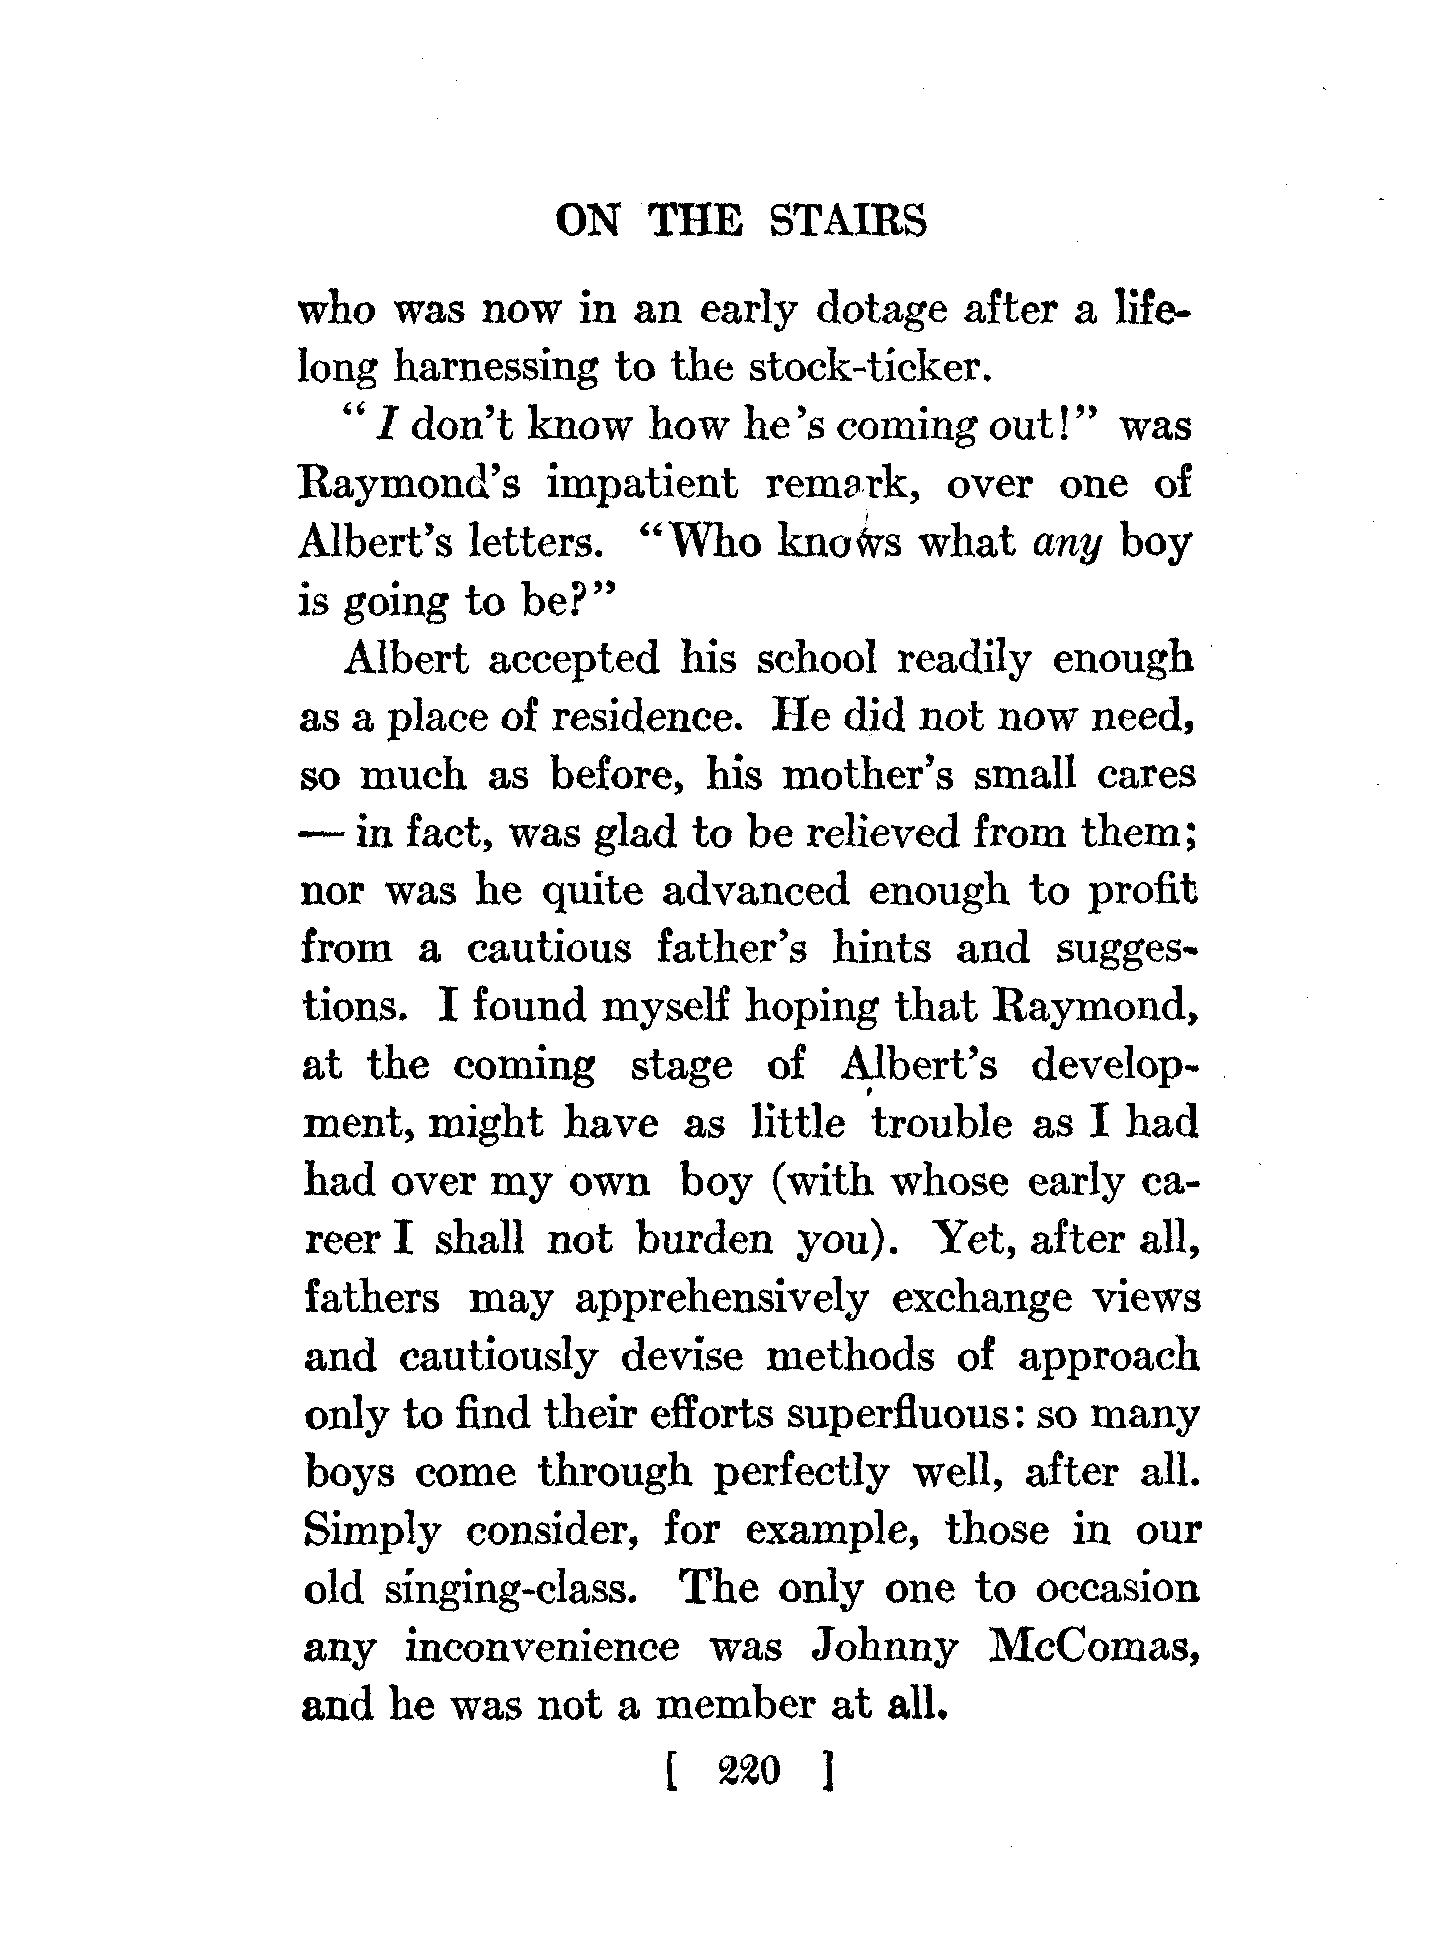 ON THE STAIRS
who was now in an early dotage after a life-
long harnessing to the stock-ticker.
“I don’t know how he’s coming out!” was
Raymond’s impatient remark, over one of
Albert’s letters. “Who knows what any boy
is going to be?”
Albert accepted his school readily enough
as a place of residence. He did not now need,
so much as before, his mother’s small cares
— in fact, was glad to be relieved from them;
nor was he quite advanced enough to profit
from a cautious father’s hints and sugges-
tions. I found myself hoping that Raymond,
at the coming stage of Albert’s develop-
ment, might have as little trouble as I had
had over my own boy (with whose early ca-
reer I shall not burden you). Yet, after all,
fathers may apprehensively exchange views
and cautiously devise methods of approach
only to find their efforts superfluous: so many
boys come through perfectly well, after all.
Simply consider, for example, those in our
old singing-class. The only one to occasion
any inconvenience was Johnny McComas,
and he was not a member at all.
[ 220 ]